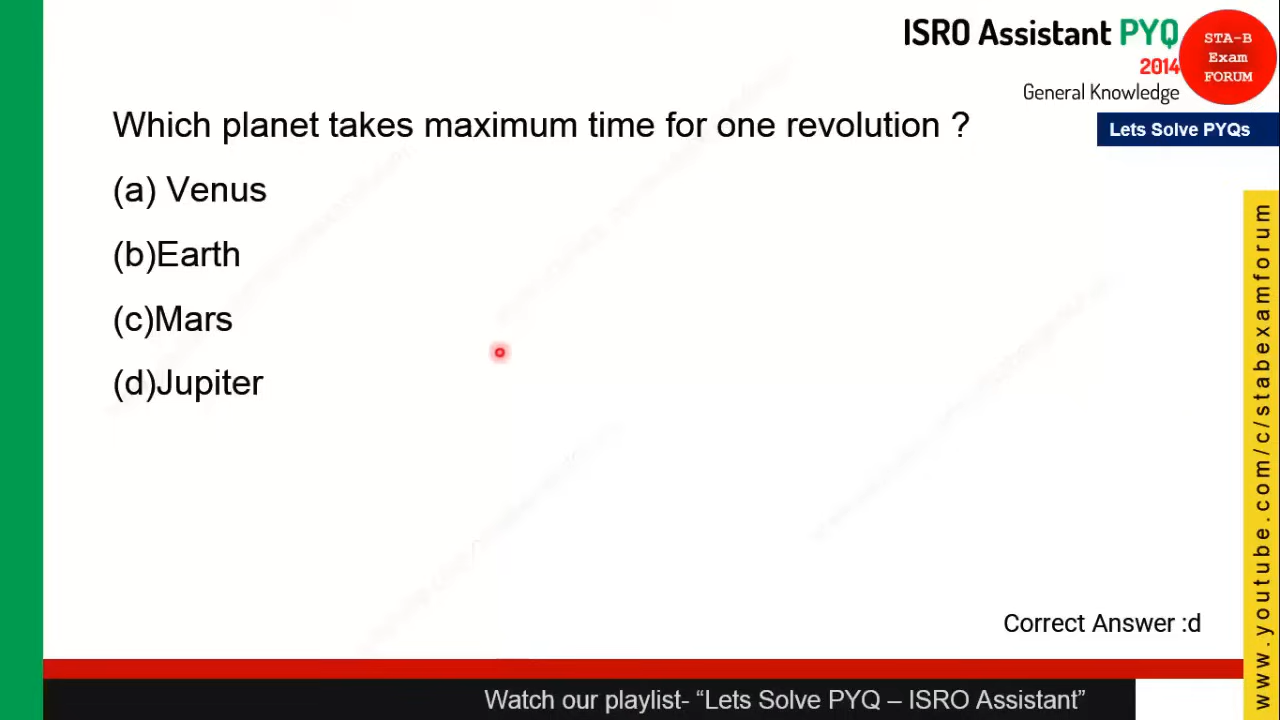 ISRO Assistant PYQ
2014
General Knowledge
STA-B
Exam
FORUM
Lets Solve PYQs
Which planet takes maximum time for one revolution ?
(a) Venus
(b)Earth
(c)Mars
(d)Jupiter
Correct Answer :d
Watch our playlist- “Lets Solve PYQ – ISRO Assistant”
www.youtube.com/c/stabexamforum